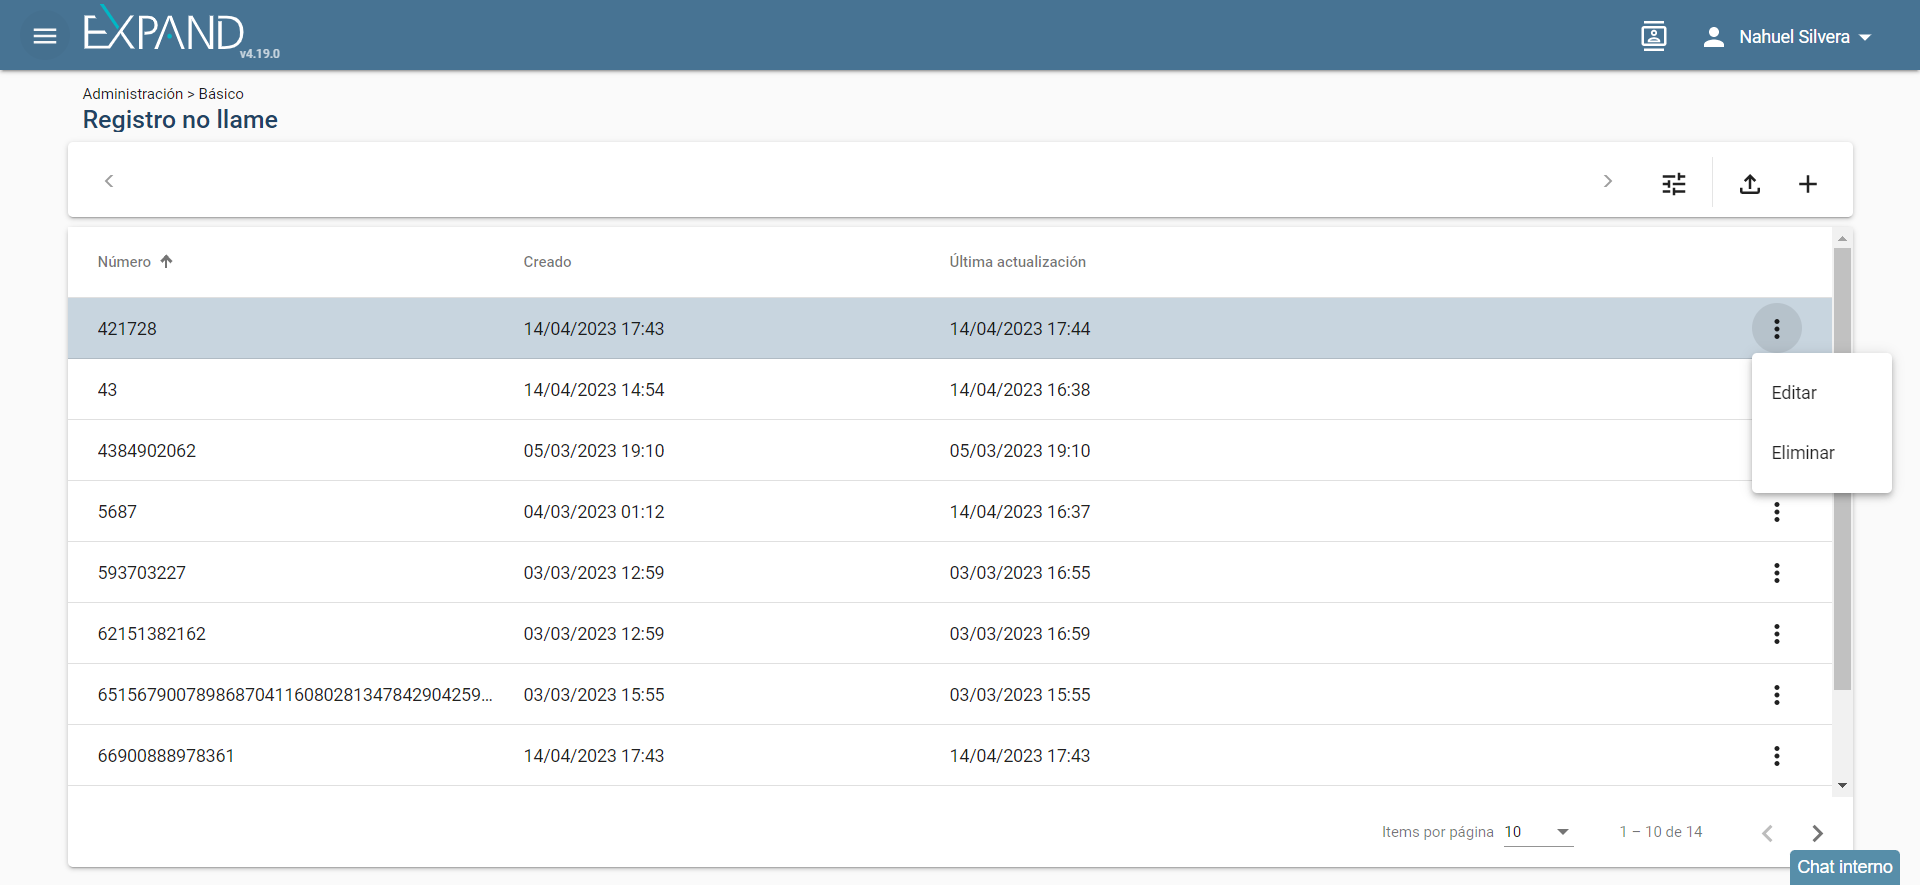 EXPAND
v4.19.0
Nahuel Silvera
Administración > Básico
Registro no llame
Número Creado Última actualización
421728 14/04/2023 17:43 14/04/2023 17:44
43 14/04/2023 14:54 14/04/2023 16:38
Editar
4384902062 05/03/2023 19:10 05/03/2023 19:10
Eliminar
5687 04/03/2023 01:12 14/04/2023 16:37
593703227 03/03/2023 12:59 03/03/2023 16:55
62151382162 03/03/2023 12:59 03/03/2023 16:59
651567900789868704116080281347842904259... 03/03/2023 15:55 03/03/2023 15:55
66900888978361 14/04/2023 17:43 14/04/2023 17:43
Items por página 10 1 – 10 de 14
Chat interno